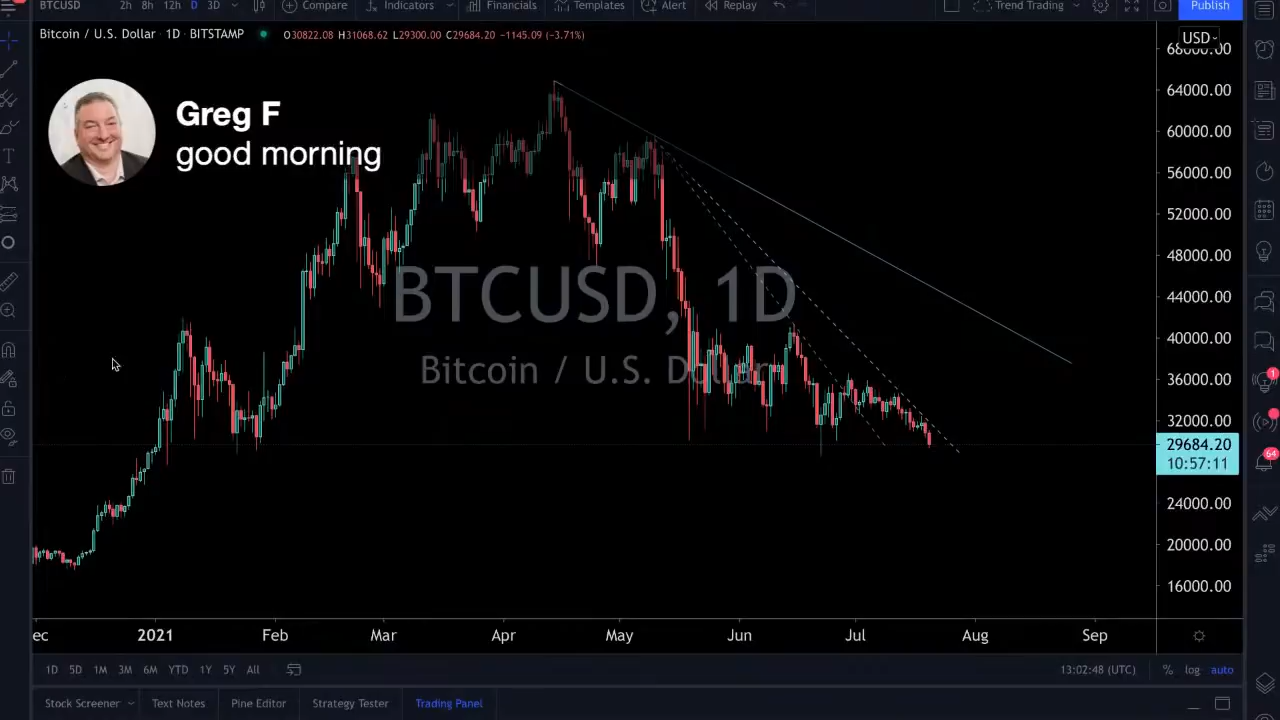 BTCUSD 2h 8h 12h D 3D Compare Indicators Financials Templates Alert Replay Trend Trading Publish
Bitcoin / U.S. Dollar · 1D · BITSTAMP O30822.08 H31068.62 L29300.00 C29684.20 −1145.09 (−3.71%)
USD
68000.00
64000.00
Greg F
good morning
60000.00
56000.00
52000.00
48000.00
BTCUSD, 1D
44000.00
40000.00
Bitcoin / U.S. Dollar
36000.00
1
32000.00
29684.20
64
10:57:11
24000.00
20000.00
16000.00
ec 2021 Feb Mar Apr May Jun Jul Aug Sep
1D 5D 1M 3M 6M YTD 1Y 5Y All 13:02:48 (UTC) % log auto
Stock Screener Text Notes Pine Editor Strategy Tester Trading Panel